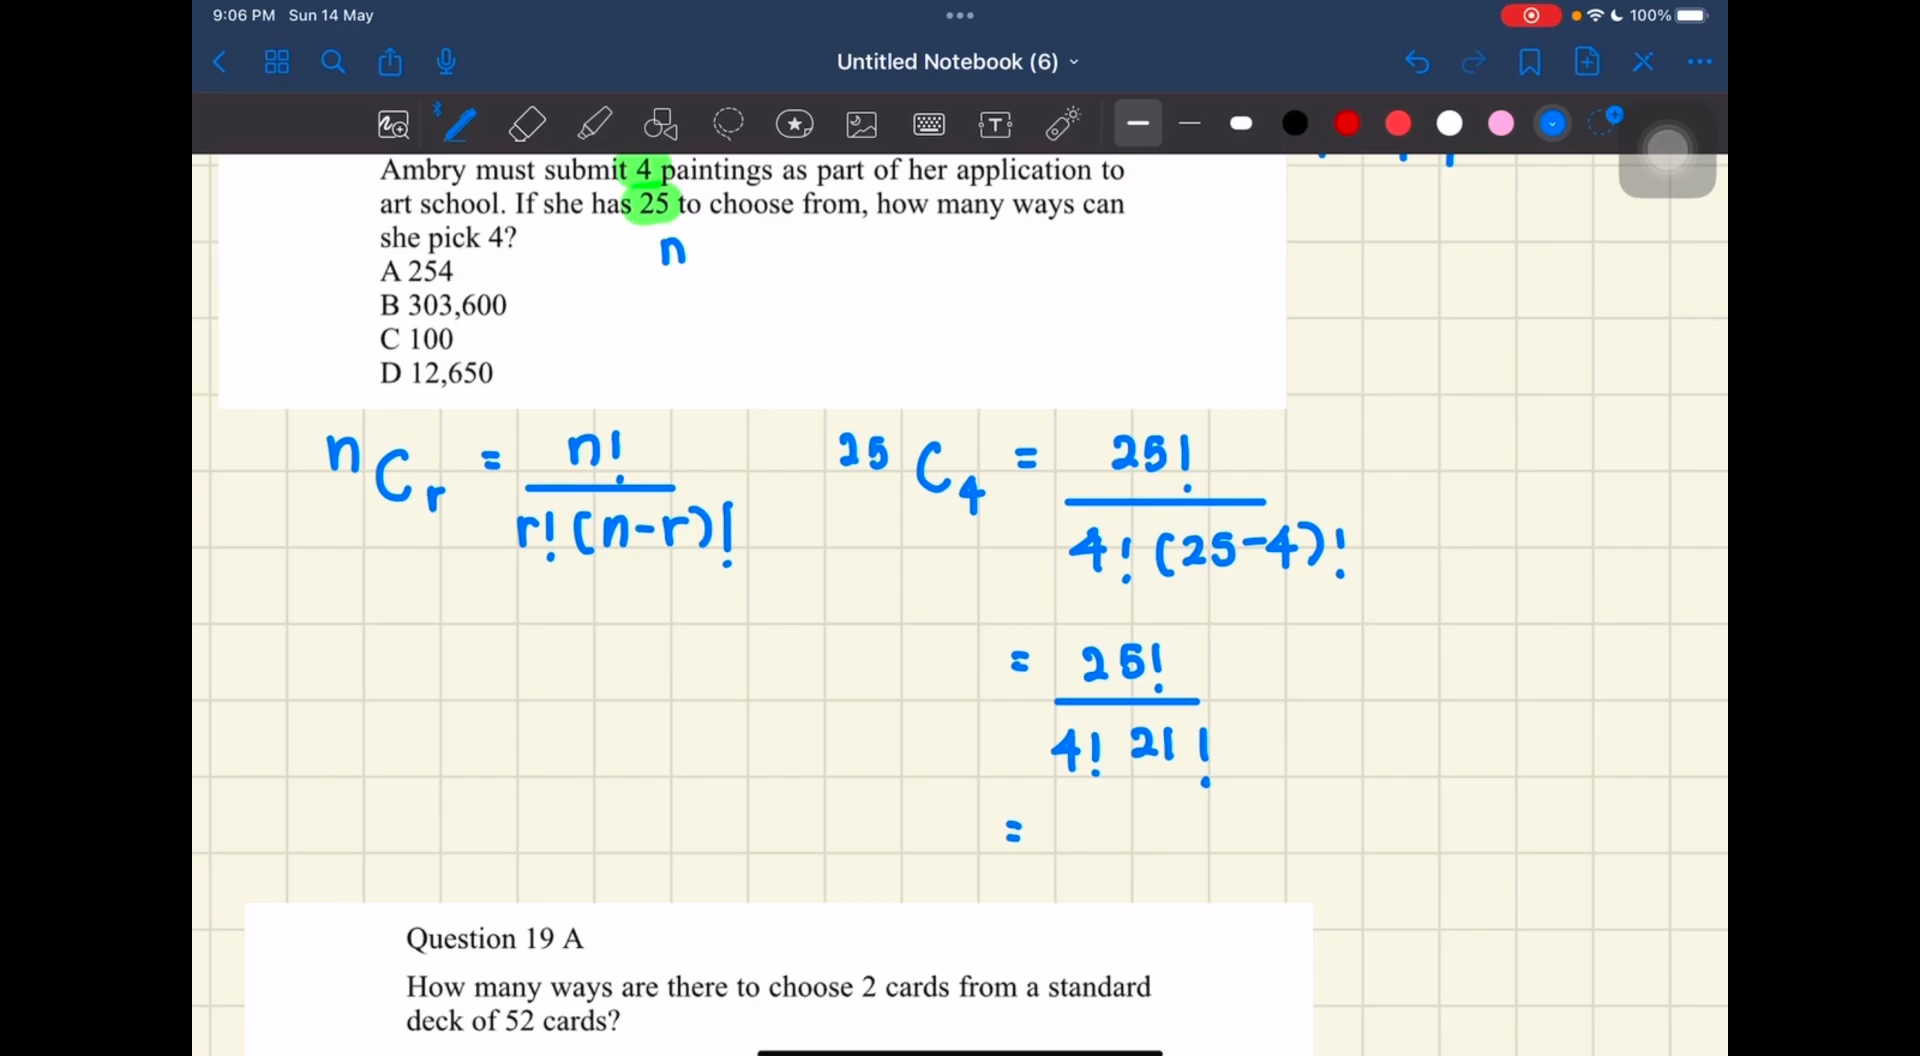 9:06 PM Sun 14 May
100%
Untitled Notebook (6)
T
Ambry must submit 4 paintings as part of her application to
art school. If she has 25 to choose from, how many ways can
she pick 4?
n
A 254
B 303,600
C 100
D 12,650
n C r = n! / r!(n-r)!
25 C 4 = 25! / 4!(25-4)!
= 25! / 4! 21!
=
Question 19 A
How many ways are there to choose 2 cards from a standard
deck of 52 cards?